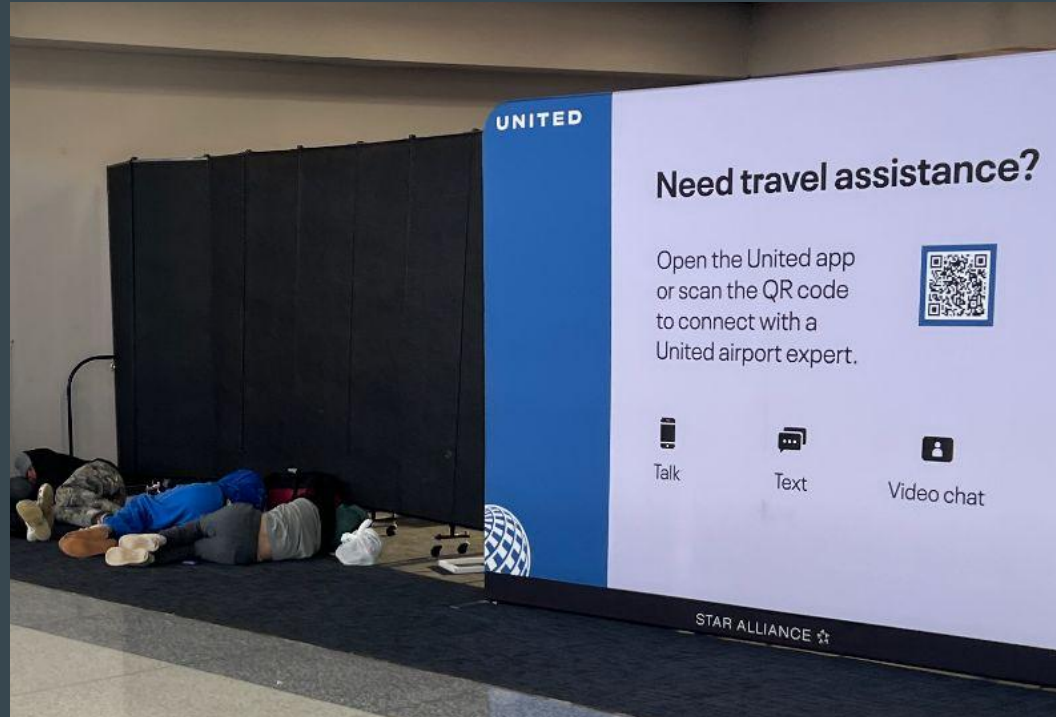 UNITED
Need travel assistance?
Open the United app
or scan the QR code
to connect with a
United airport expert.
Talk
Text
Video chat
STAR ALLIANCE